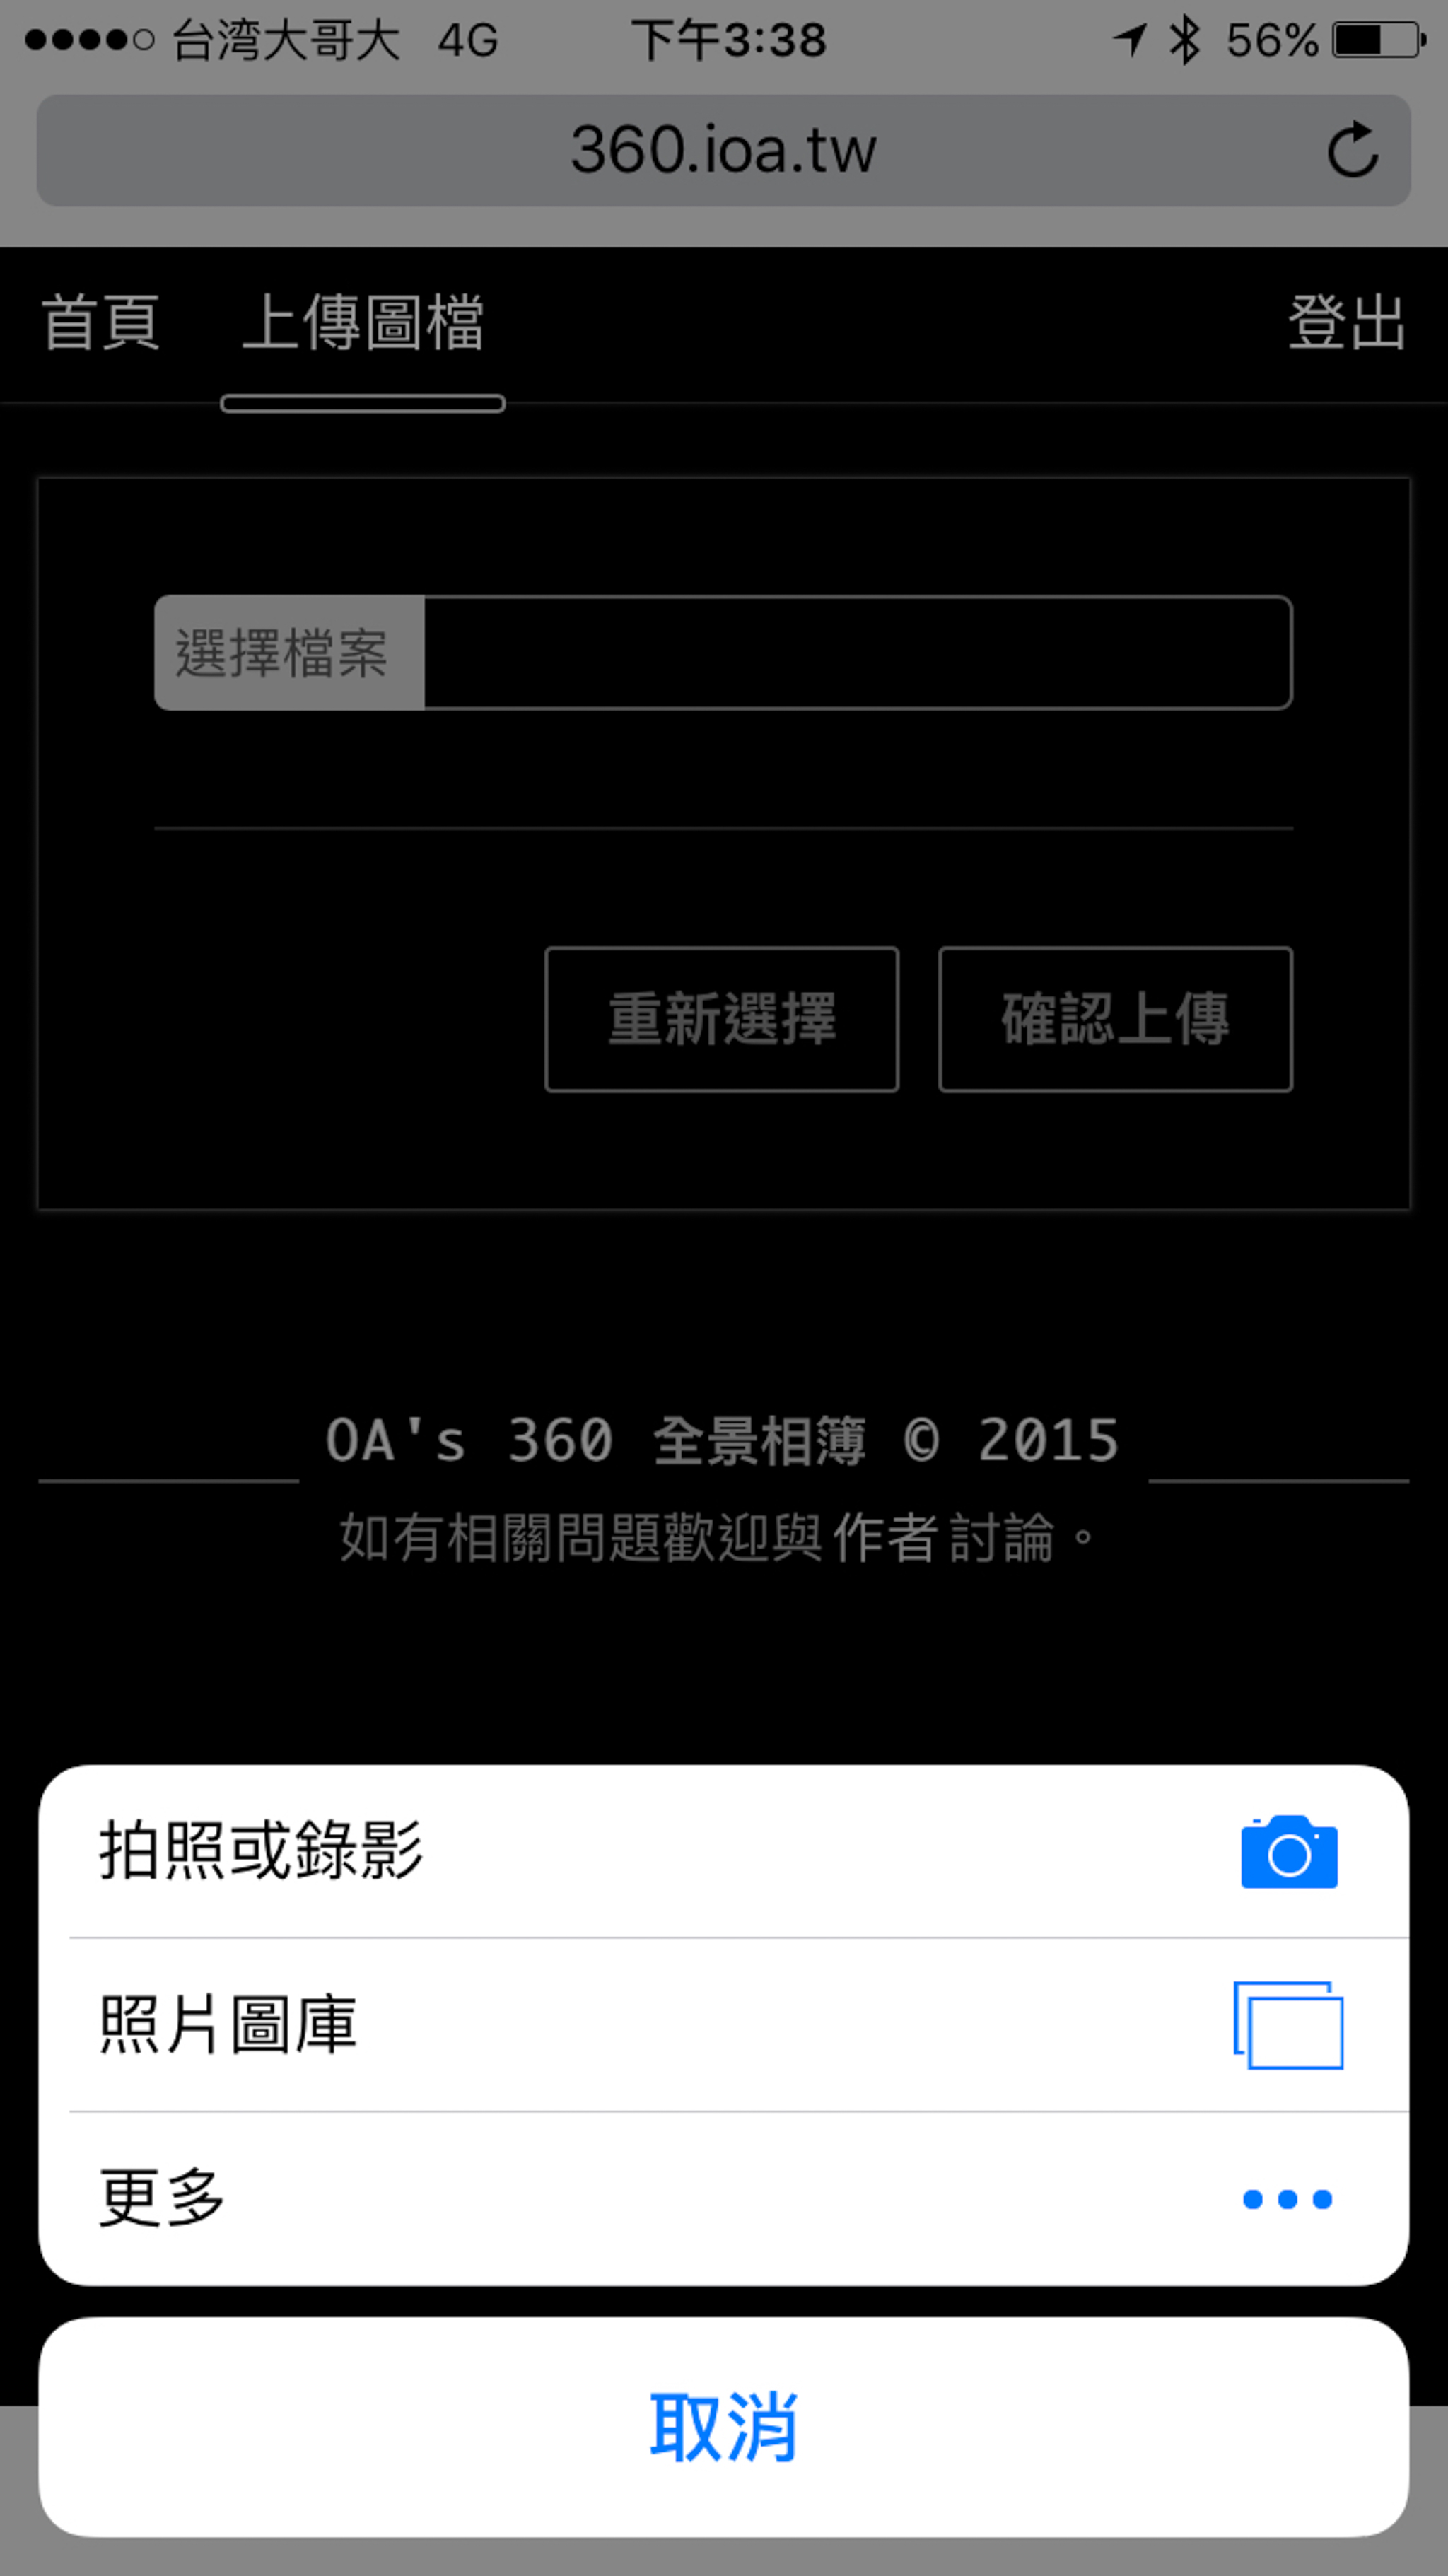 台湾大哥大 4G 下午3:38 56%
360.ioa.tw
首頁 上傳圖檔 登出
選擇檔案
重新選擇 確認上傳
OA's 360 全景相簿 © 2015
如有相關問題歡迎與作者討論。
拍照或錄影
照片圖庫
更多
取消